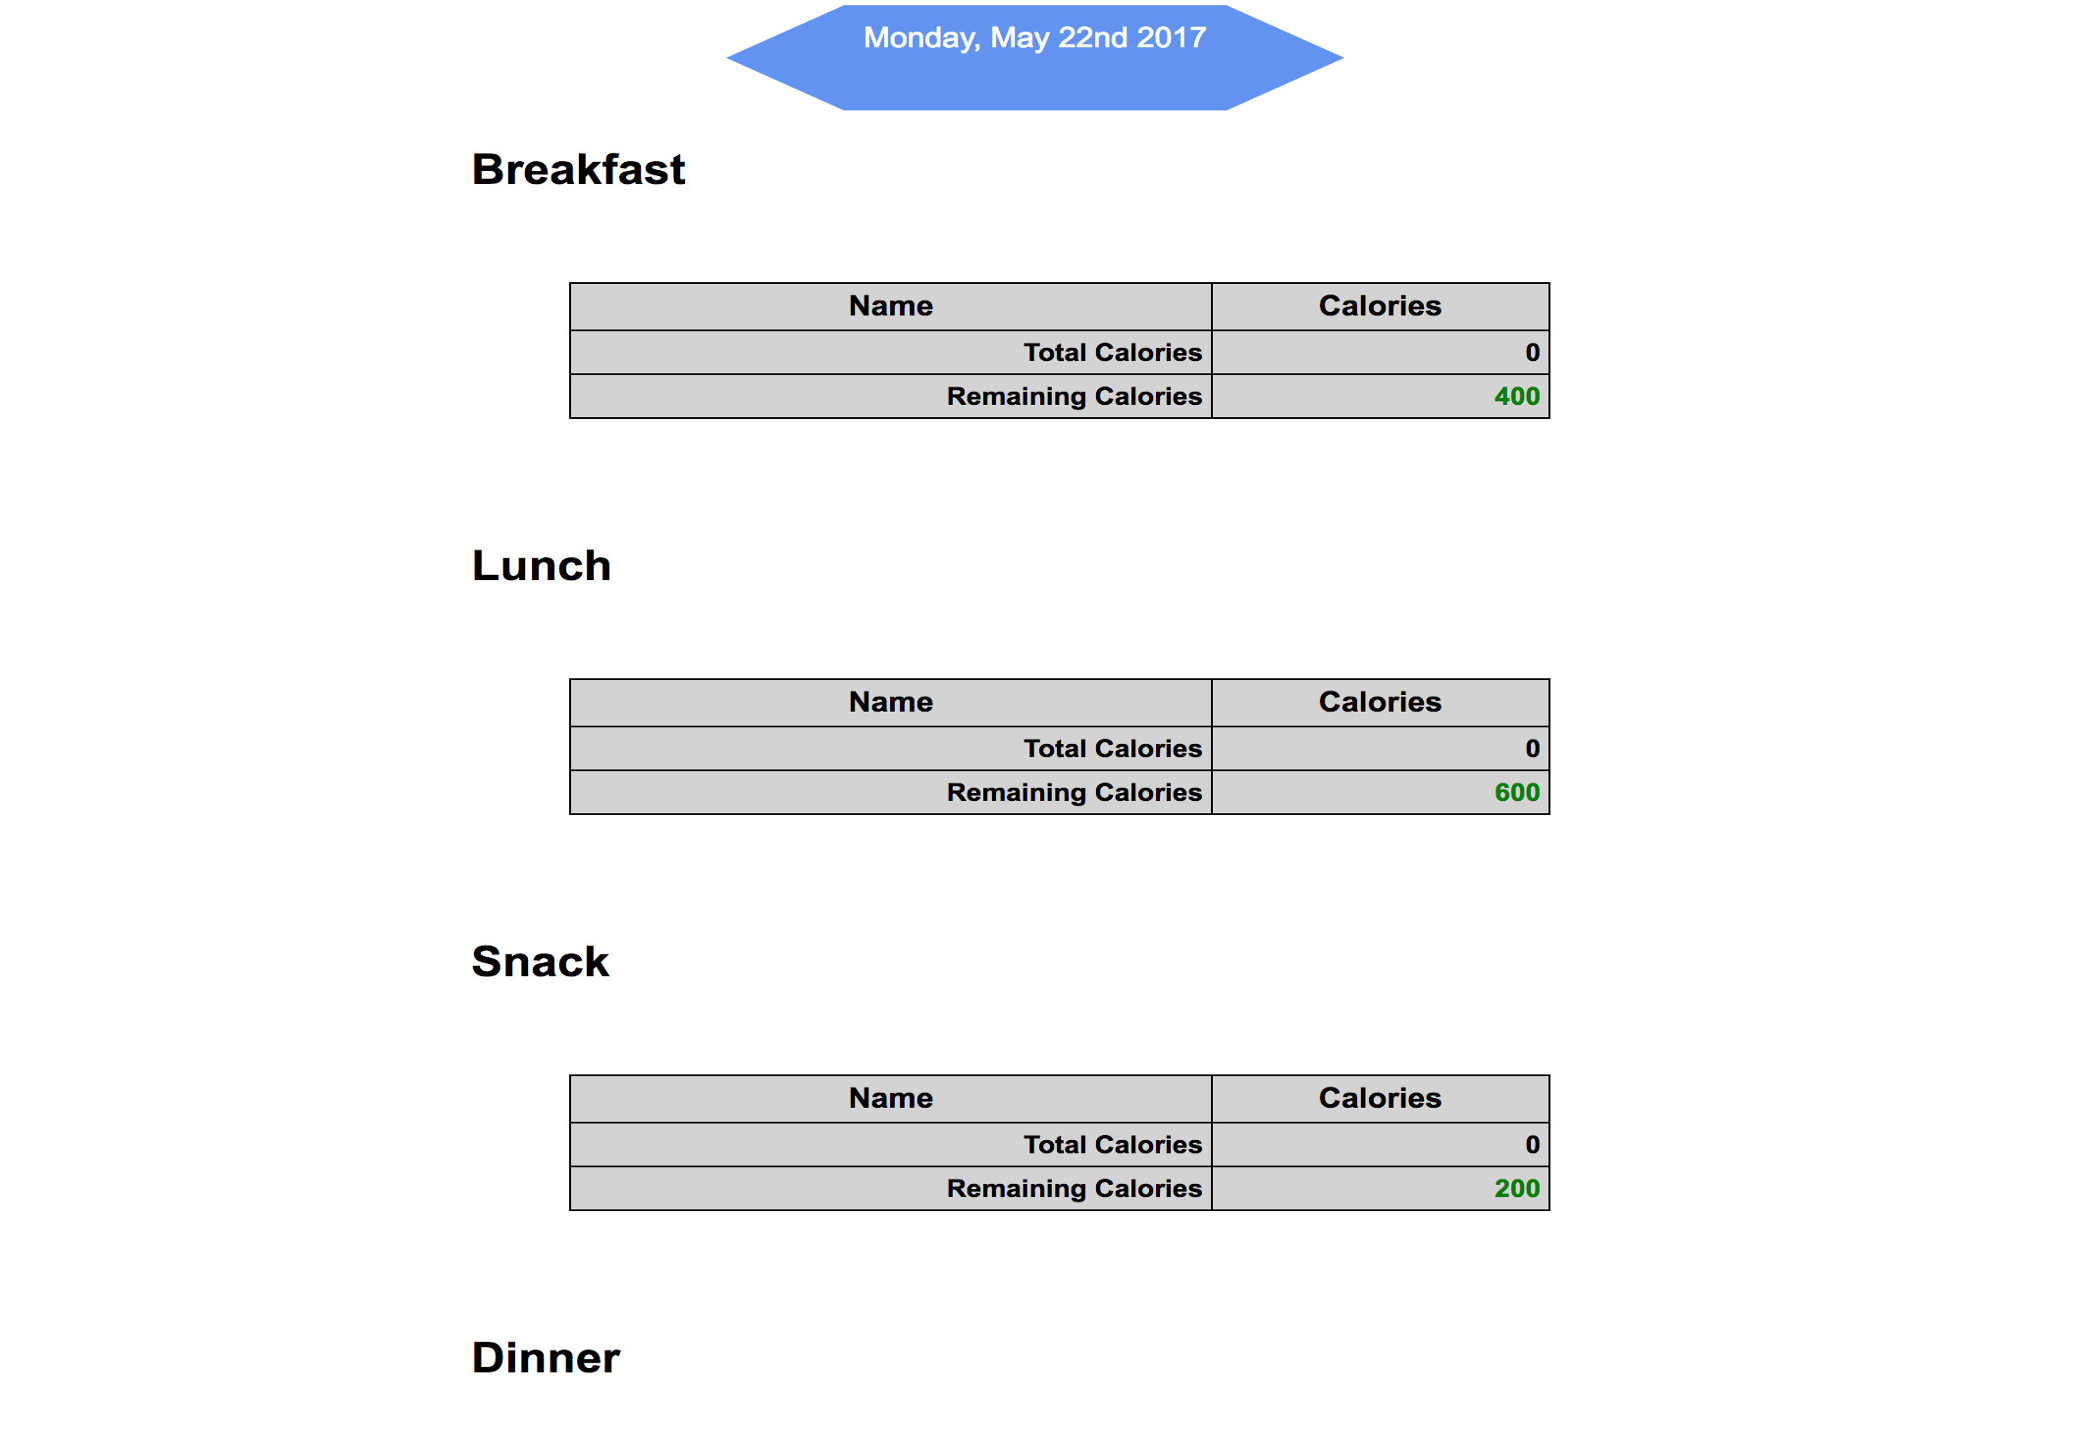 Monday, May 22nd 2017
Breakfast
Name Calories
Total Calories 0
Remaining Calories 400
Lunch
Name Calories
Total Calories 0
Remaining Calories 600
Snack
Name Calories
Total Calories 0
Remaining Calories 200
Dinner